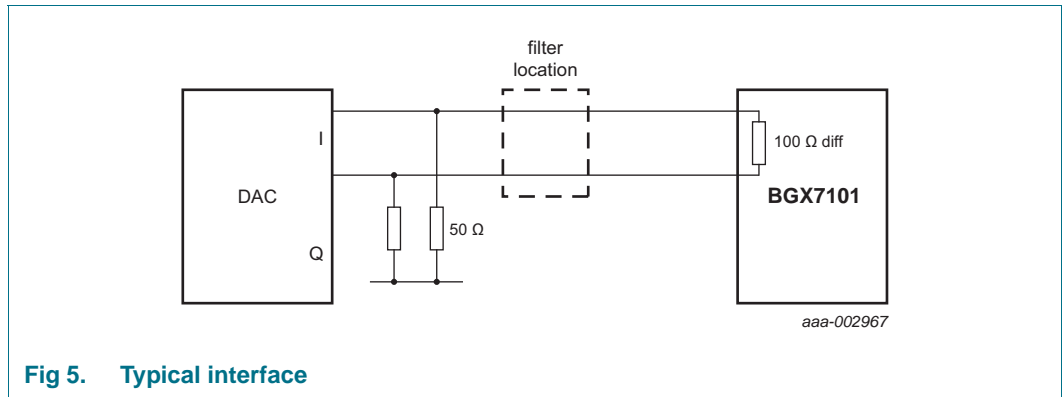 filter
location
I
100 Ω diff
DAC
BGX7101
50 Ω
Q
aaa-002967
Fig 5. Typical interface